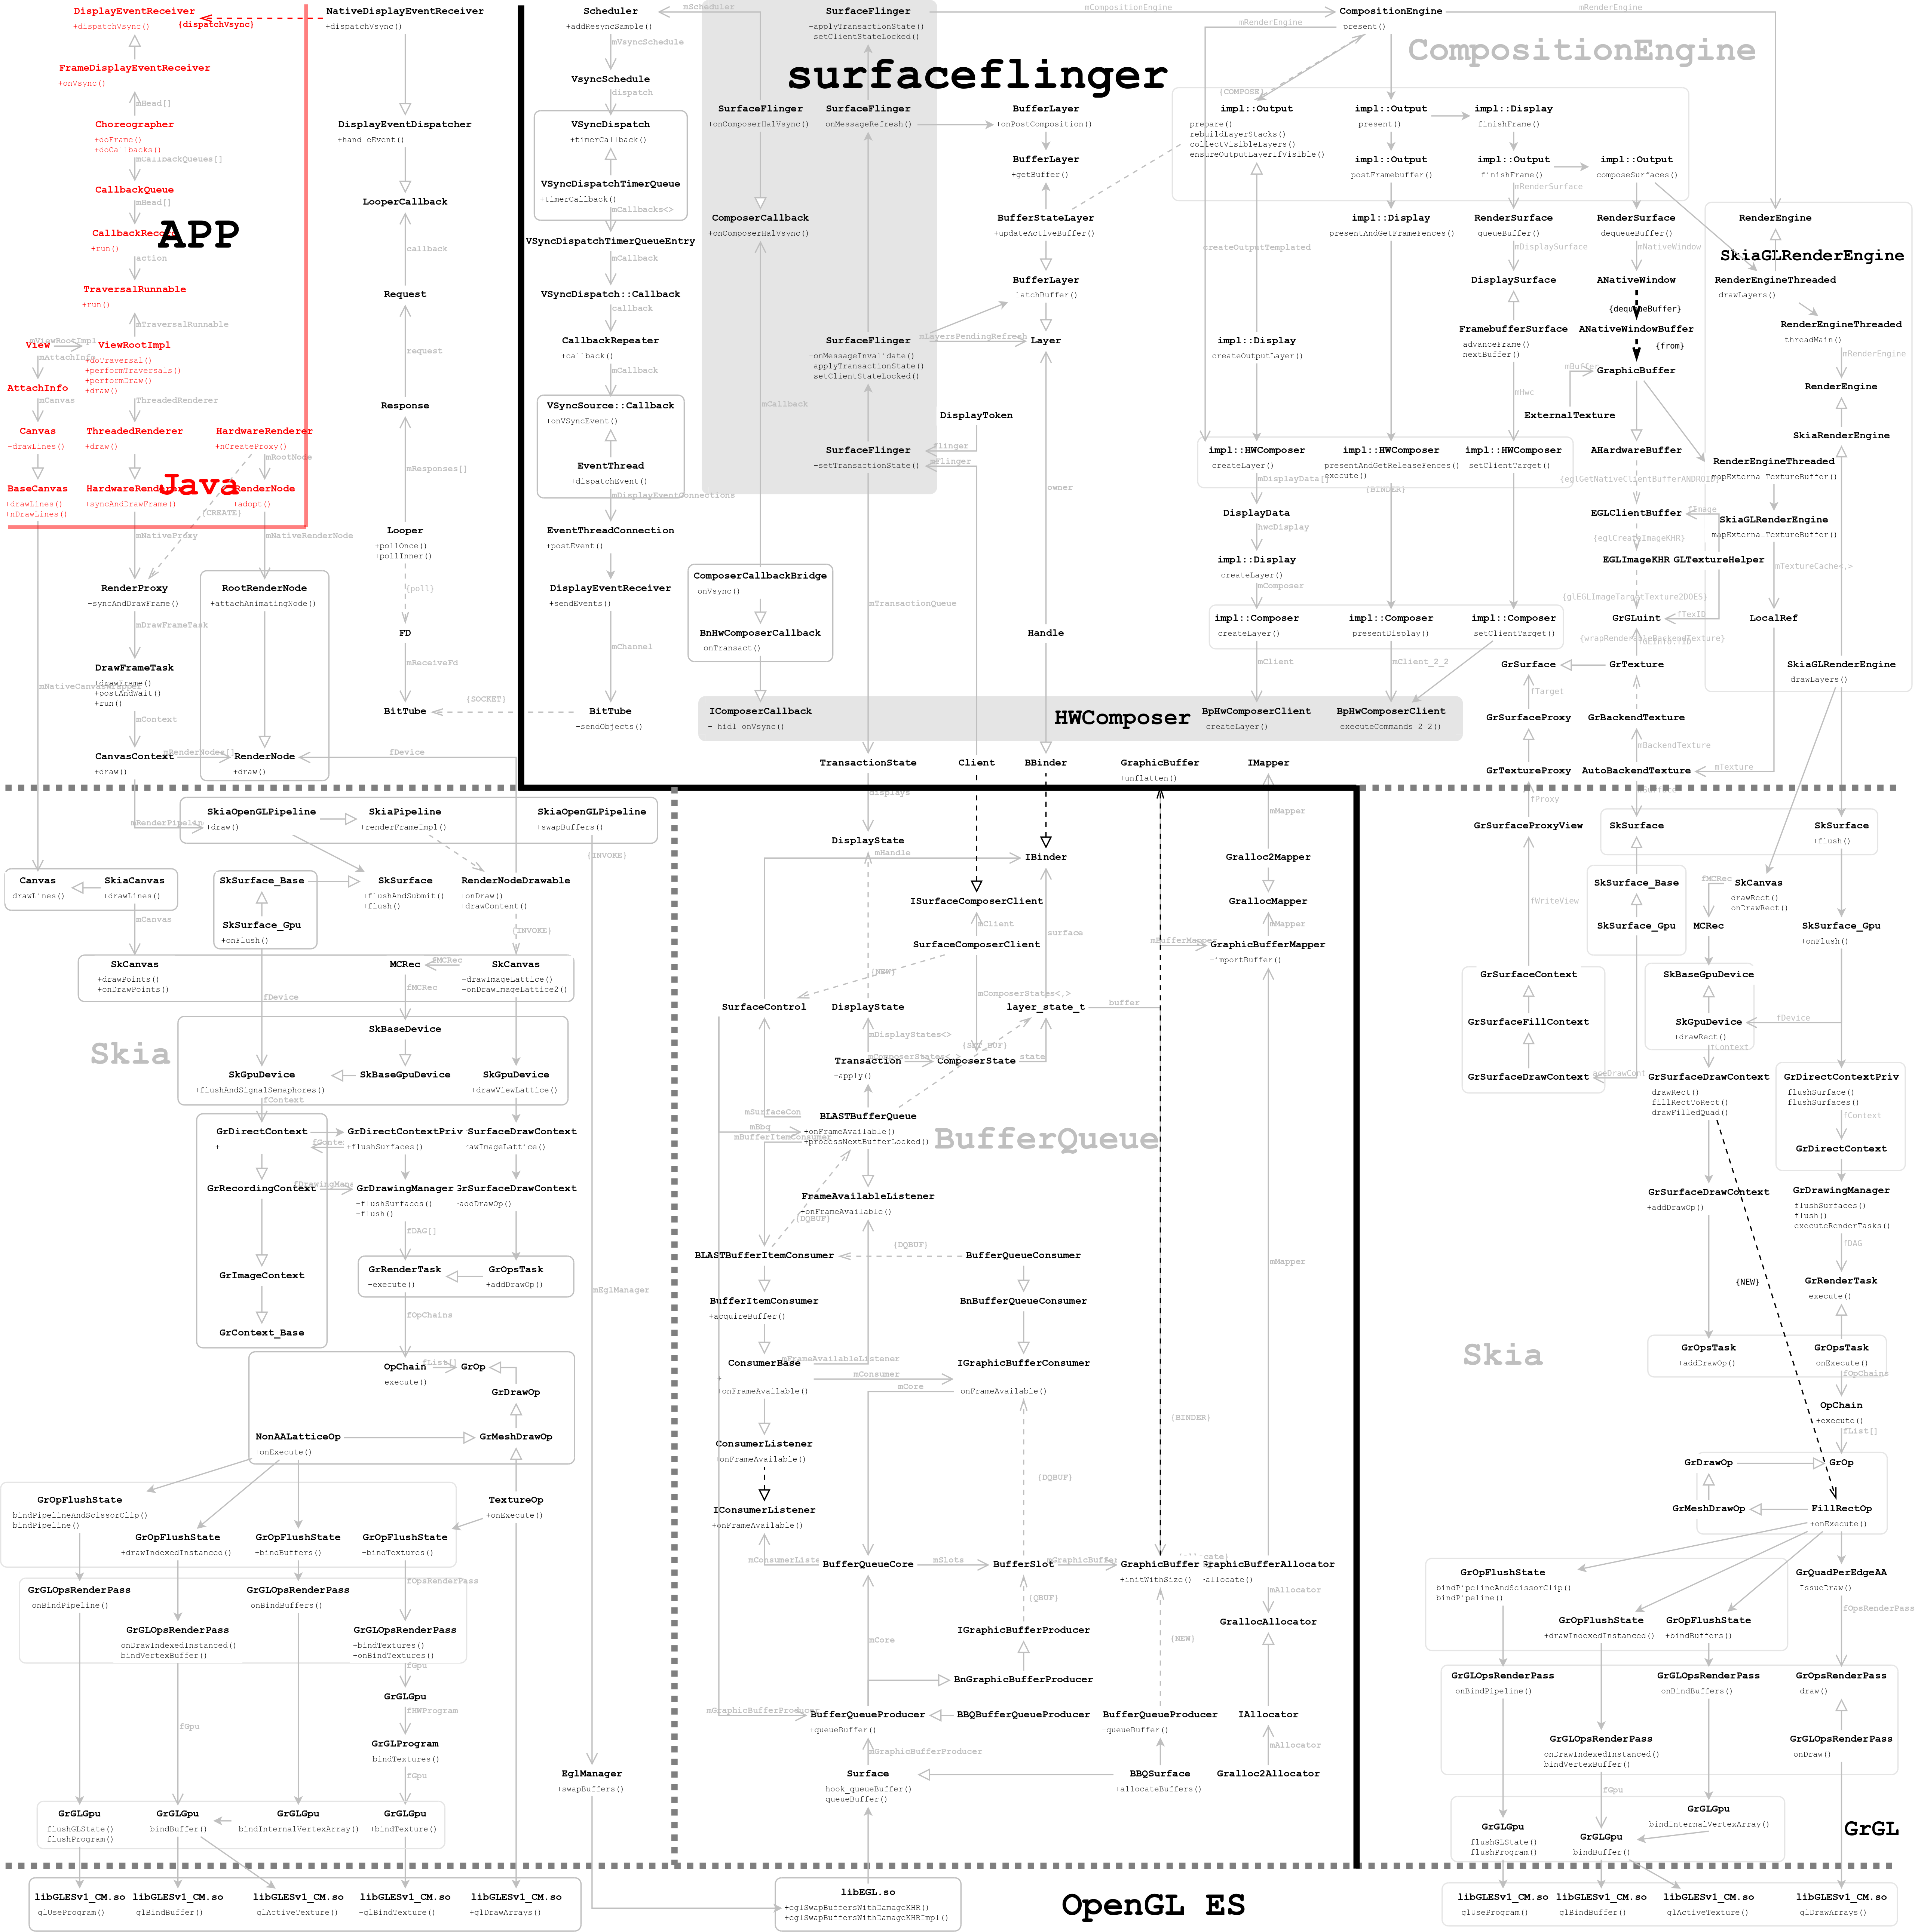 DisplayEventReceiver
+dispatchVsync()
{dispatchVsync}
FrameDisplayEventReceiver
+onVsync()
mHead[]
Choreographer
+doFrame()
+doCallbacks()
mCallbackQueues[]
CallbackQueue
mHead[]
APP
+run()
action
TraversalRunnable
+run()
mTraversalRunnable
mViewRootImpl
View
ViewRootImpl
mAttachInfo
+doTraversal()
+performTraversals()
+performDraw()
+draw()
AttachInfo
mCanvas
ThreadedRenderer
Canvas
+drawLines()
ThreadedRenderer
+draw()
HardwareRenderer
+nCreateProxy()
mRootNode
Java
BaseCanvas
+drawLines()
+nDrawLines()
HardwareRenderer
+syncAndDrawFrame()
RenderNode
+adopt()
{CREATE}
mNativeProxy
mNativeRenderNode
RenderProxy
+syncAndDrawFrame()
RootRenderNode
+attachAnimatingNode()
mDrawFrameTask
DrawFrameTask
+drawFrame()
+postAndWait()
+run()
mNativeCanvasWrapper
mContext
mRenderNodes[]
CanvasContext
+draw()
RenderNode
+draw()
fDevice
NativeDisplayEventReceiver
+dispatchVsync()
DisplayEventDispatcher
+handleEvent()
LooperCallback
callback
Request
request
Response
mResponses[]
Looper
+pollOnce()
+pollInner()
{poll}
FD
mReceiveFd
BitTube
{SOCKET}
Scheduler
+addResyncSample()
mScheduler
mVsyncSchedule
VsyncSchedule
dispatch
VSyncDispatch
+timerCallback()
VSyncDispatchTimerQueue
+timerCallback()
mCallbacks<>
VSyncDispatchTimerQueueEntry
mCallback
VSyncDispatch::Callback
callback
CallbackRepeater
+callback()
mCallback
VSyncSource::Callback
+onVSyncEvent()
EventThread
+dispatchEvent()
mDisplayEventConnections
EventThreadConnection
+postEvent()
DisplayEventReceiver
+sendEvents()
mChannel
BitTube
+sendObjects()
surfaceflinger
SurfaceFlinger
+applyTransactionState()
setClientStateLocked()
mCompositionEngine
SurfaceFlinger
+onComposerHalVsync()
SurfaceFlinger
+onMessageRefresh()
BufferLayer
+onPostComposition()
BufferLayer
+getBuffer()
ComposerCallback
+onComposerHalVsync()
BufferStateLayer
+updateActiveBuffer()
BufferLayer
+latchBuffer()
SurfaceFlinger
+onMessageInvalidate()
+applyTransactionState()
+setClientStateLocked()
mLayersPendingRefresh
Layer
mCallback
DisplayToken
SurfaceFlinger
+setTransactionState()
flinger
mFlinger
owner
ComposerCallbackBridge
+onVsync()
BnHwComposerCallback
+onTransact()
mTransactionQueue
Handle
IComposerCallback
+_hidl_onVsync()
HWComposer
BpHwComposerClient
createLayer()
BpHwComposerClient
executeCommands_2_2()
TransactionState
Client
BBinder
GraphicBuffer
+unflatten()
IMapper
CompositionEngine
present()
mRenderEngine
mRenderEngine
CompositionEngine
{COMPOSE}
impl::Output
prepare()
rebuildLayerStacks()
collectVisibleLayers()
ensureOutputLayerIfVisible()
impl::Output
present()
impl::Display
finishFrame()
impl::Output
postFramebuffer()
impl::Output
finishFrame()
impl::Output
composeSurfaces()
mRenderSurface
impl::Display
presentAndGetFrameFences()
RenderSurface
queueBuffer()
RenderSurface
dequeueBuffer()
RenderEngine
createOutputTemplated
mDisplaySurface
mNativeWindow
SkiaGLRenderEngine
DisplaySurface
ANativeWindow
RenderEngineThreaded
drawLayers()
{dequeueBuffer}
FramebufferSurface
advanceFrame()
nextBuffer()
ANativeWindowBuffer
{from}
RenderEngineThreaded
threadMain()
mRenderEngine
impl::Display
createOutputLayer()
mBuffer
GraphicBuffer
RenderEngine
mHwc
ExternalTexture
SkiaRenderEngine
impl::HWComposer
createLayer()
impl::HWComposer
presentAndGetReleaseFences()
execute()
impl::HWComposer
setClientTarget()
AHardwareBuffer
RenderEngineThreaded
mapExternalTextureBuffer()
mDisplayData[]
{BINDER}
{eglGetNativeClientBufferANDROID}
DisplayData
EGLClientBuffer
fImage
SkiaGLRenderEngine
mapExternalTextureBuffer()
hwcDisplay
{eglCreateImageKHR}
impl::Display
createLayer()
EGLImageKHR
GLTextureHelper
mTextureCache<,>
mComposer
{glEGLImageTargetTexture2DOES}
impl::Composer
createLayer()
impl::Composer
presentDisplay()
impl::Composer
setClientTarget()
GrGLuint
fTexID
LocalRef
mClient
mClient_2_2
GrSurface
GrTexture
SkiaGLRenderEngine
drawLayers()
fTarget
GrSurfaceProxy
GrBackendTexture
mBackendTexture
GrTextureProxy
AutoBackendTexture
mTexture
fProxy
mSurface
mRenderPipeline
SkiaOpenGLPipeline
+draw()
SkiaPipeline
+renderFrameImpl()
SkiaOpenGLPipeline
+swapBuffers()
{INVOKE}
Canvas
+drawLines()
SkiaCanvas
+drawLines()
SkSurface_Base
SkSurface
+flushAndSubmit()
+flush()
RenderNodeDrawable
+onDraw()
+drawContent()
mCanvas
SkSurface_Gpu
+onFlush()
{INVOKE}
SkCanvas
+drawPoints()
+onDrawPoints()
MCRec
fMCRec
SkCanvas
+drawImageLattice()
+onDrawImageLattice2()
fDevice
fMCRec
Skia
SkBaseDevice
SkGpuDevice
+flushAndSignalSemaphores()
SkBaseGpuDevice
SkGpuDevice
+drawViewLattice()
fContext
GrDirectContext
+
GrDirectContextPriv
+flushSurfaces()
SurfaceDrawContext
GrRecordingContext
fDrawingMana
GrDrawingManager
+flushSurfaces()
+flush()
GrSurfaceDrawContext
+addDrawOp()
fDAG[]
GrImageContext
GrRenderTask
+execute()
GrOpsTask
+addDrawOp()
fOpChains
GrContext_Base
OpChain
+execute()
fList[]
GrOp
GrDrawOp
NonAALatticeOp
+onExecute()
GrMeshDrawOp
mEglManager
GrOpFlushState
bindPipelineAndScissorClip()
bindPipeline()
TextureOp
+onExecute()
GrOpFlushState
+drawIndexedInstanced()
GrOpFlushState
+bindBuffers()
GrOpFlushState
+bindTextures()
fOpsRenderPass
GrGLOpsRenderPass
onBindPipeline()
GrGLOpsRenderPass
onBindBuffers()
GrGLOpsRenderPass
onDrawIndexedInstanced()
bindVertexBuffer()
GrGLOpsRenderPass
+bindTextures()
+onBindTextures()
fGpu
GrGLGpu
fHWProgram
fGpu
GrGLProgram
+bindTextures()
fGpu
EglManager
+swapBuffers()
GrGLGpu
flushGLState()
flushProgram()
GrGLGpu
bindBuffer()
GrGLGpu
bindInternalVertexArray()
GrGLGpu
+bindTexture()
libGLESv1_CM.so
glUseProgram()
libGLESv1_CM.so
glBindBuffer()
libGLESv1_CM.so
glActiveTexture()
libGLESv1_CM.so
+glBindTexture()
libGLESv1_CM.so
+glDrawArrays()
displays
DisplayState
mHandle
IBinder
mMapper
Gralloc2Mapper
ISurfaceComposerClient
GrallocMapper
mClient
surface
mMapper
SurfaceComposerClient
mBufferMapper
GraphicBufferMapper
+importBuffer()
{NEW}
mComposerStates<,>
SurfaceControl
DisplayState
layer_state_t
buffer
mDisplayStates<>
{SET_BUF}
Transaction
+apply()
ComposerState
state
mSurfaceCon
BLASTBufferQueue
+onFrameAvailable()
+processNextBufferLocked()
mBbq
mBufferItemConsumer
BufferQueue
FrameAvailableListener
+onFrameAvailable()
{DQBUF}
BLASTBufferItemConsumer
{DQBUF}
BufferQueueConsumer
mMapper
BufferItemConsumer
+acquireBuffer()
BnBufferQueueConsumer
mFrameAvailableListener
ConsumerBase
+
+onFrameAvailable()
mConsumer
IGraphicBufferConsumer
+onFrameAvailable()
mCore
{BINDER}
ConsumerListener
+onFrameAvailable()
{DQBUF}
IConsumerListener
+onFrameAvailable()
mConsumerListe
BufferQueueCore
mSlots
BufferSlot
mGraphicBuffer
GraphicBuffer
+initWithSize()
GraphicBufferAllocator
allocate()
{QBUF}
mAllocator
IGraphicBufferProducer
GrallocAllocator
mCore
{NEW}
BnGraphicBufferProducer
mGraphicBufferProducer
BufferQueueProducer
+queueBuffer()
BBQBufferQueueProducer
BufferQueueProducer
+queueBuffer()
IAllocator
mGraphicBufferProducer
mAllocator
Surface
+hook_queueBuffer()
+queueBuffer()
BBQSurface
+allocateBuffers()
Gralloc2Allocator
libEGL.so
+eglSwapBuffersWithDamageKHR()
+eglSwapBuffersWithDamageKHRImpl()
OpenGL ES
GrSurfaceProxyView
SkSurface
SkSurface
+flush()
fWriteView
SkSurface_Base
fMCRec
SkCanvas
drawRect()
onDrawRect()
SkSurface_Gpu
MCRec
SkSurface_Gpu
+onFlush()
GrSurfaceContext
SkBaseGpuDevice
GrSurfaceFillContext
SkGpuDevice
+drawRect()
fDevice
GrSurfaceDrawContext
GrSurfaceDrawContext
drawRect()
fillRectToRect()
drawFilledQuad()
GrDirectContextPriv
flushSurface()
flushSurfaces()
fContext
GrDirectContext
GrSurfaceDrawContext
+addDrawOp()
GrDrawingManager
flushSurfaces()
flush()
executeRenderTasks()
fDAG
{NEW}
GrRenderTask
execute()
Skia
GrOpsTask
+addDrawOp()
GrOpsTask
onExecute()
fOpChains
OpChain
+execute()
fList[]
GrDrawOp
GrOp
GrMeshDrawOp
FillRectOp
+onExecute()
GrOpFlushState
bindPipelineAndScissorClip()
bindPipeline()
GrQuadPerEdgeAA
IssueDraw()
fOpsRenderPass
GrOpFlushState
+drawIndexedInstanced()
GrOpFlushState
+bindBuffers()
GrGLOpsRenderPass
onBindPipeline()
GrGLOpsRenderPass
onBindBuffers()
GrOpsRenderPass
draw()
GrGLOpsRenderPass
onDrawIndexedInstanced()
bindVertexBuffer()
GrGLOpsRenderPass
onDraw()
fGpu
GrGLGpu
flushGLState()
flushProgram()
GrGLGpu
bindInternalVertexArray()
GrGLGpu
bindBuffer()
GrGL
libGLESv1_CM.so
glUseProgram()
libGLESv1_CM.so
glBindBuffer()
libGLESv1_CM.so
glActiveTexture()
libGLESv1_CM.so
glDrawArrays()